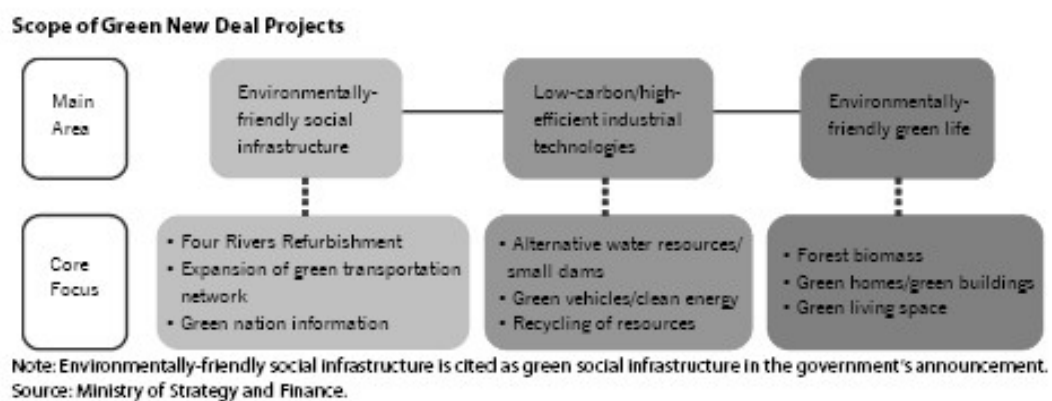 Scope of Green New Deal Projects
Main
Area
Environmentally-
friendly social
infrastructure
Low-carbon/high-
efficient industrial
technologies
Environmentally-
friendly green life
Core
Focus
• Four Rivers Refurbishment
• Expansion of green transportation
network
• Green nation information
• Alternative water resources/
small dams
• Green vehicles/clean energy
• Recycling of resources
• Forest biomass
• Green homes/green buildings
• Green living space
Note: Environmentally-friendly social infrastructure is cited as green social infrastructure in the government's announcement.
Source: Ministry of Strategy and Finance.